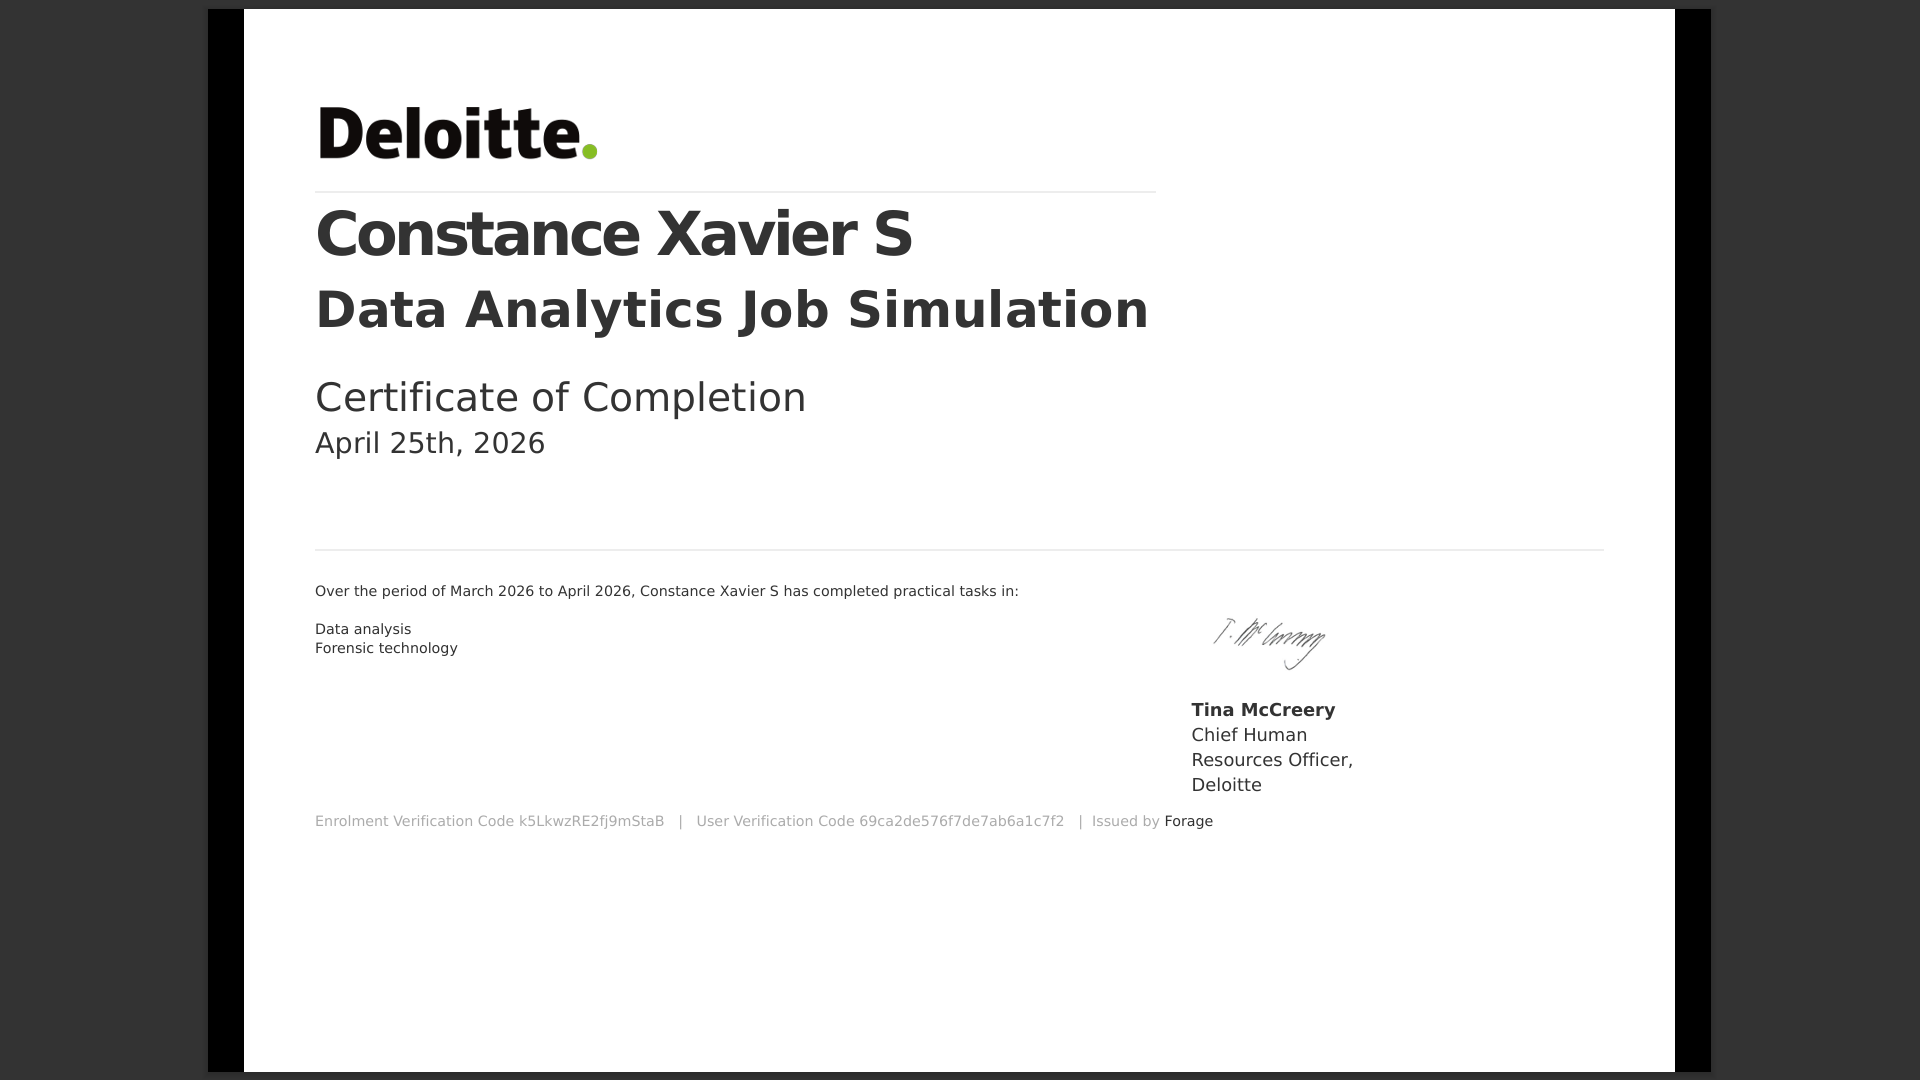 Deloitte.
Constance Xavier S
Data Analytics Job Simulation
Certificate of Completion
April 25th, 2026
Over the period of March 2026 to April 2026, Constance Xavier S has completed practical tasks in:
Data analysis
Forensic technology
T. McCreery
Tina McCreery
Chief Human
Resources Officer,
Deloitte
Enrolment Verification Code k5LkwzRE2fj9mStaB | User Verification Code 69ca2de576f7de7ab6a1c7f2 | Issued by Forage